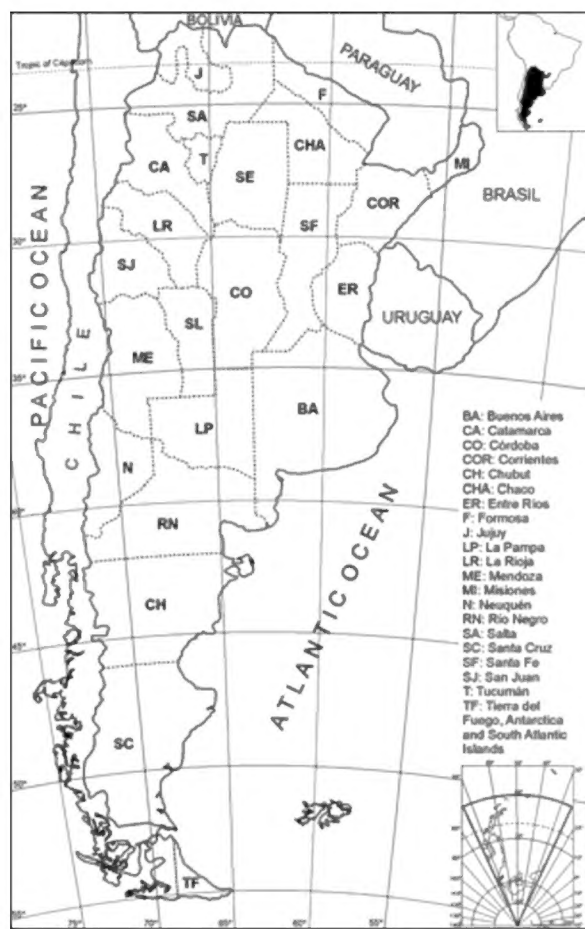 BOLIVIA
PARAGUAY
Tropic of Capricorn
J
F
25°
SA
CHA
T
MI
CA
SE
COR
BRASIL
LR
SF
30°
SJ
CO
ER
SL
URUGUAY
PACIFIC OCEAN
CHILE
ME
35°
BA
LP
N
40°
RN
CH
45°
ATLANTIC OCEAN
SC
50°
TF
55°
75°
70°
65°
60°
55°
BA: Buenos Aires
CA: Catamarca
CO: Córdoba
COR: Corrientes
CH: Chubut
CHA: Chaco
ER: Entre Ríos
F: Formosa
J: Jujuy
LP: La Pampa
LR: La Rioja
ME: Mendoza
MI: Misiones
N: Neuquén
RN: Río Negro
SA: Salta
SC: Santa Cruz
SF: Santa Fe
SJ: San Juan
T: Tucumán
TF: Tierra del
Fuego, Antarctica
and South Atlantic
Islands